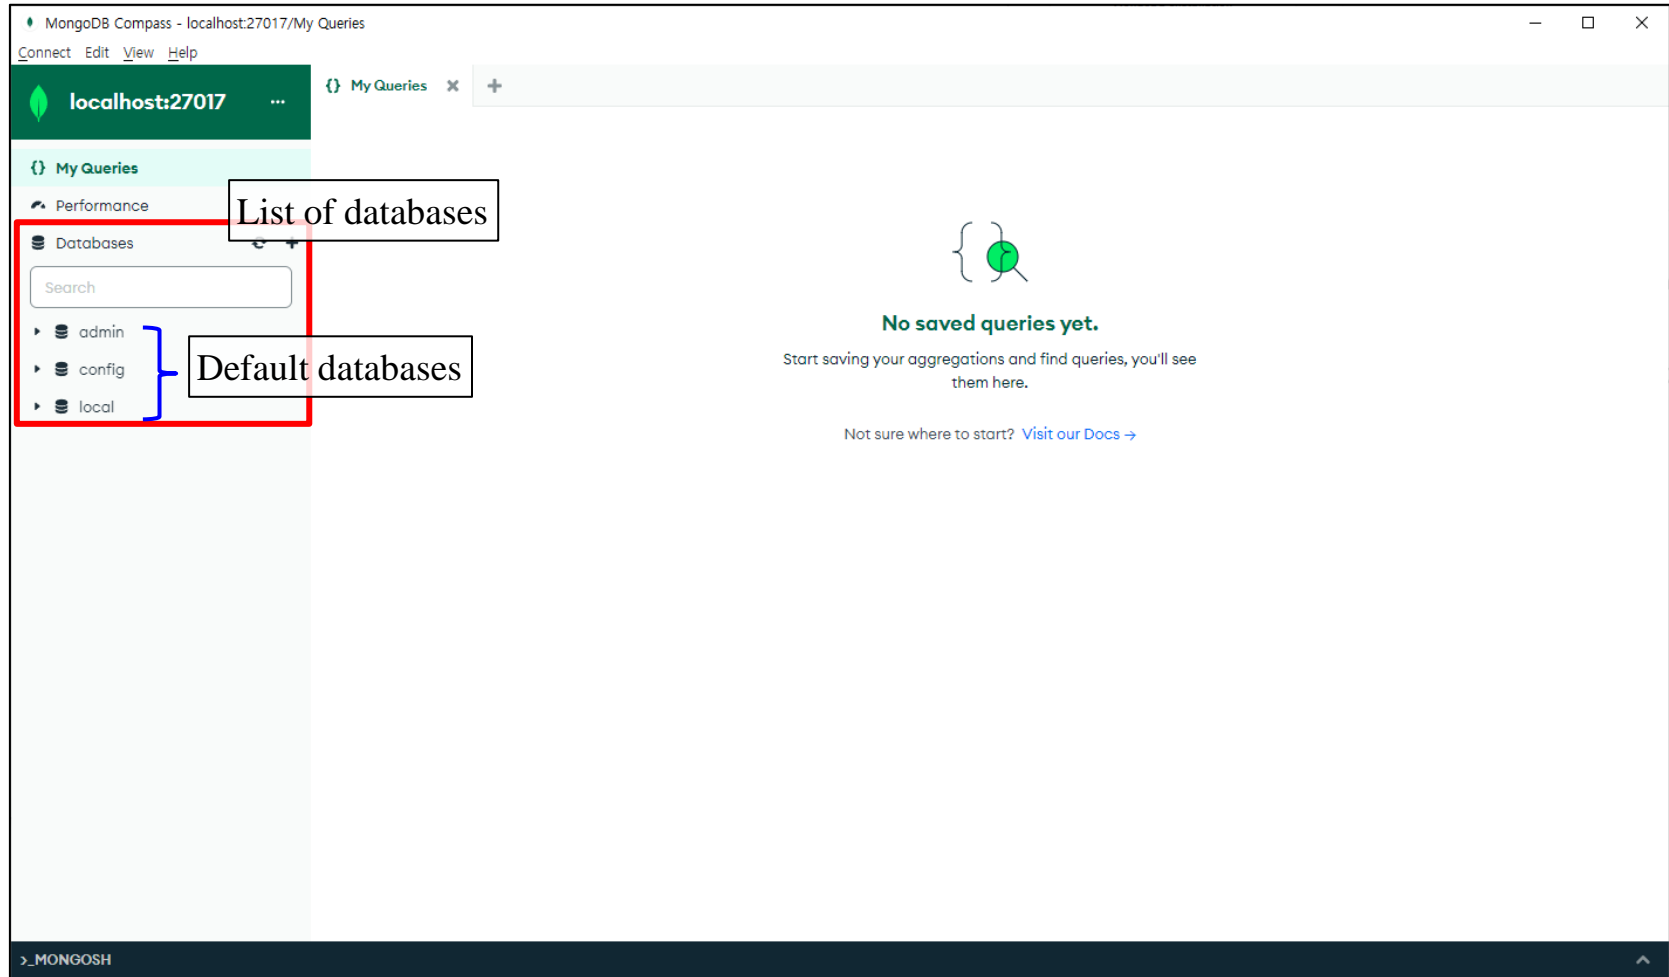 MongoDB Compass - localhost:27017/My Queries
Connect Edit View Help
localhost:27017 ...
{} My Queries
{} My Queries
Performance
List of databases
Databases
Search
admin
config
local
Default databases
No saved queries yet.
Start saving your aggregations and find queries, you'll see
them here.
Not sure where to start? Visit our Docs →
>_MONGOSH